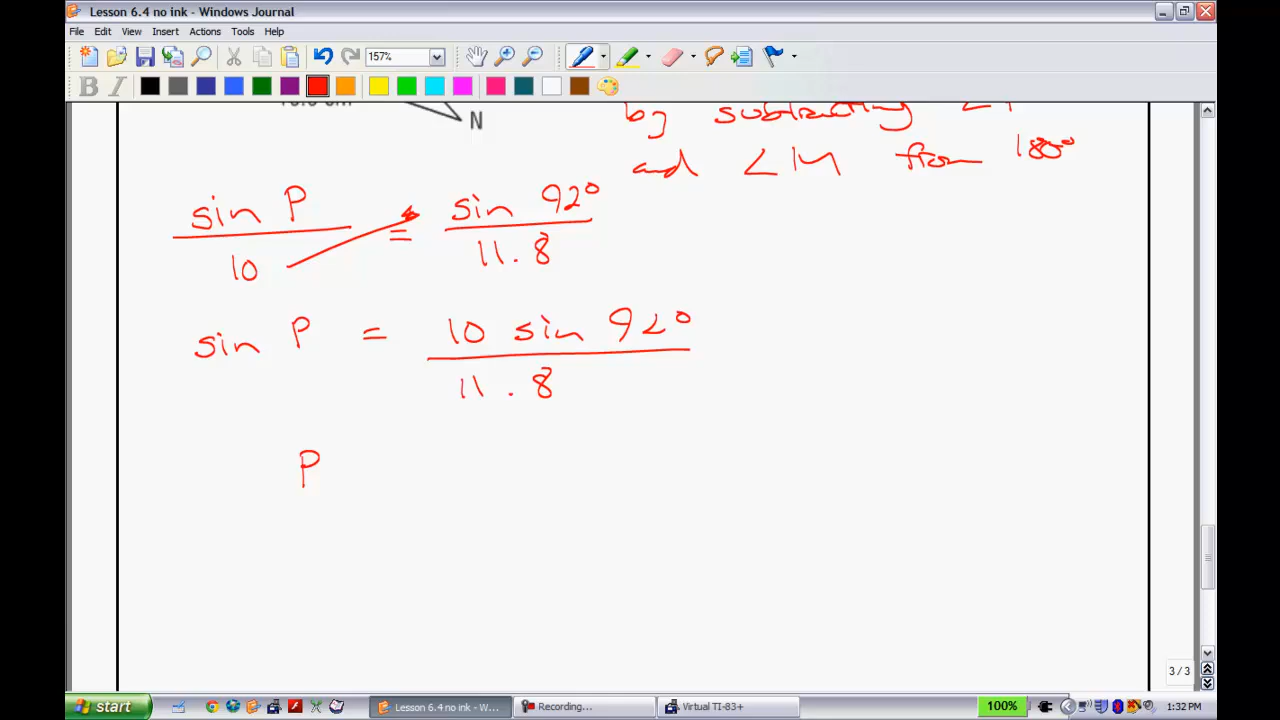 Lesson 6.4 no ink - Windows Journal
File Edit View Insert Actions Tools Help
157%
B I
N
by subtracting
and ∠M from 180°
sin P = sin 92°
10 11.8
sin P = 10 sin 92°
11.8
P
3/3
start Lesson 6.4 no ink - W... Recording... Virtual TI-83+ 100% 1:32 PM